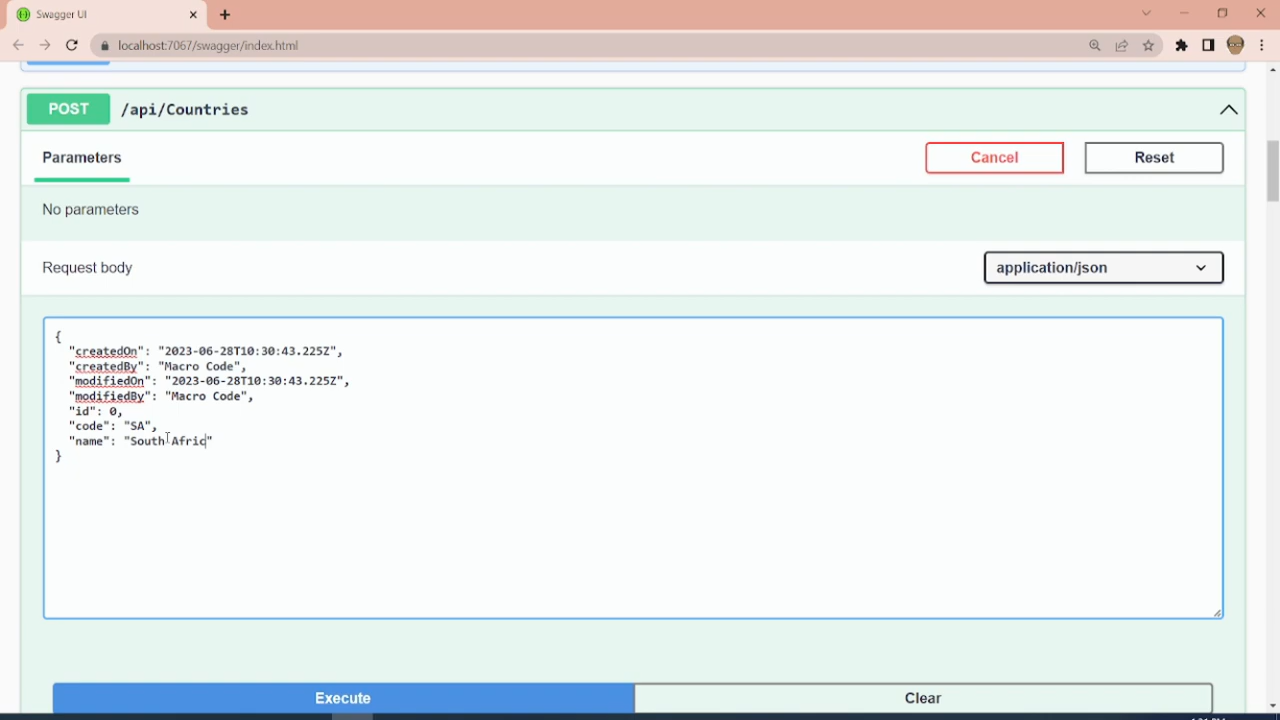 Swagger UI
localhost:7067/swagger/index.html
POST /api/Countries
Parameters
Cancel
Reset
No parameters
Request body
application/json
{
"createdOn": "2023-06-28T10:30:43.225Z",
"createdBy": "Macro Code",
"modifiedOn": "2023-06-28T10:30:43.225Z",
"modifiedBy": "Macro Code",
"id": 0,
"code": "SA",
"name": "South Afric"
}
Execute
Clear